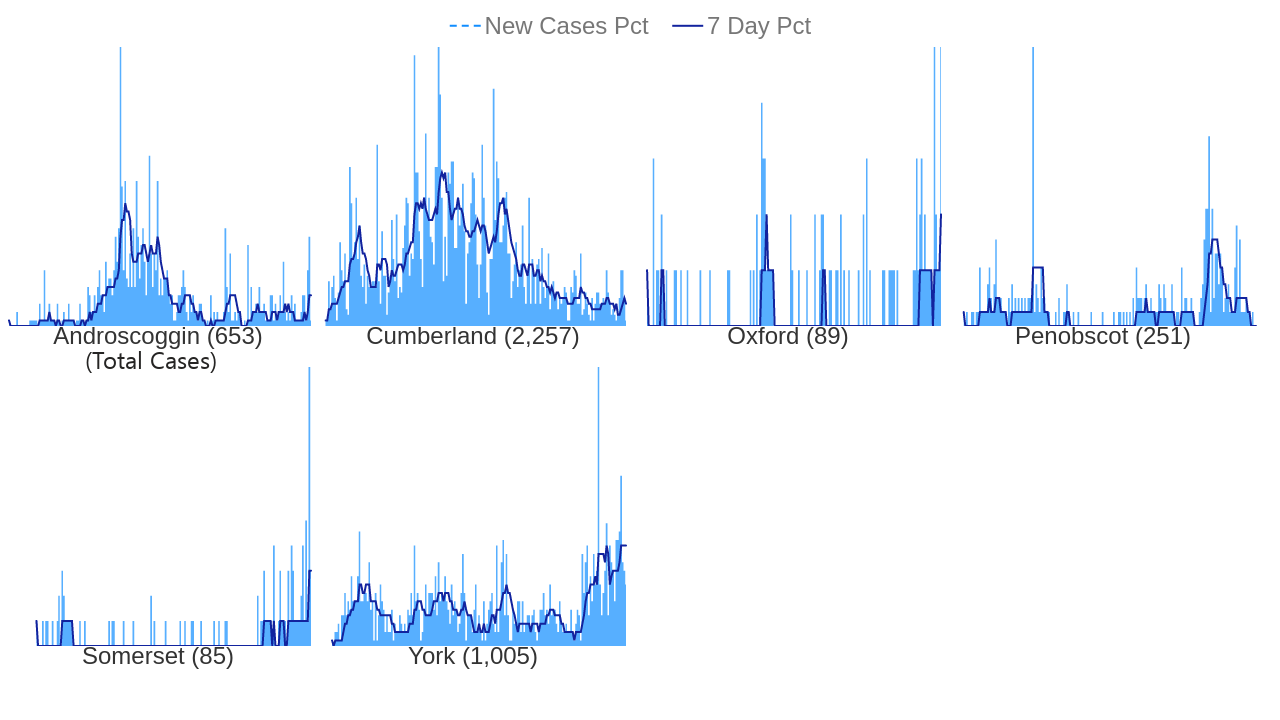 New Cases Pct 7 Day Pct
Androscoggin (653)
(Total Cases)
Cumberland (2,257)
Oxford (89)
Penobscot (251)
Somerset (85)
York (1,005)